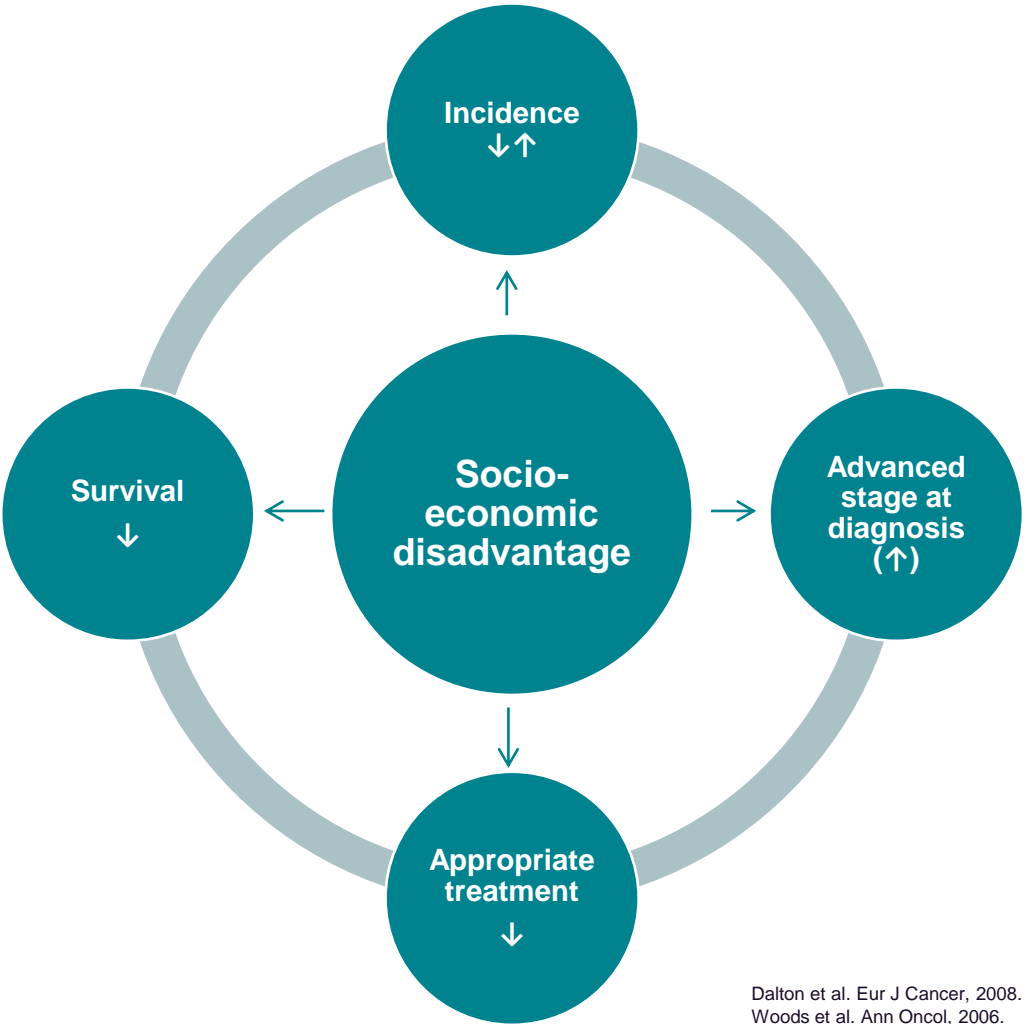 Incidence
↓↑
Survival
↓
Socio-
economic
disadvantage
Advanced
stage at
diagnosis
(↑)
Appropriate
treatment
↓
Dalton et al. Eur J Cancer, 2008.
Woods et al. Ann Oncol, 2006.